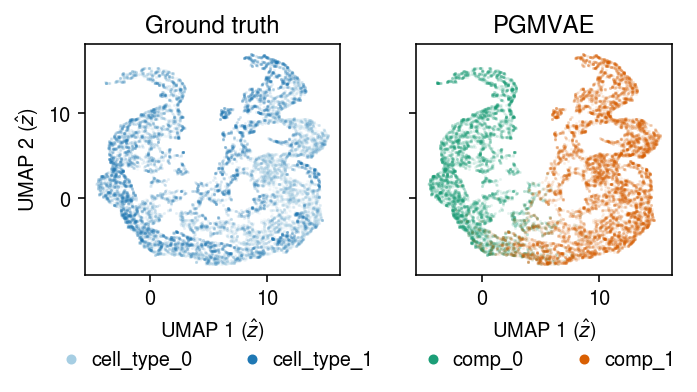 Ground truth
PGMVAE
UMAP 2 (ẑ)
10
0
0
10
0
10
UMAP 1 (ẑ)
UMAP 1 (ẑ)
cell_type_0
cell_type_1
comp_0
comp_1